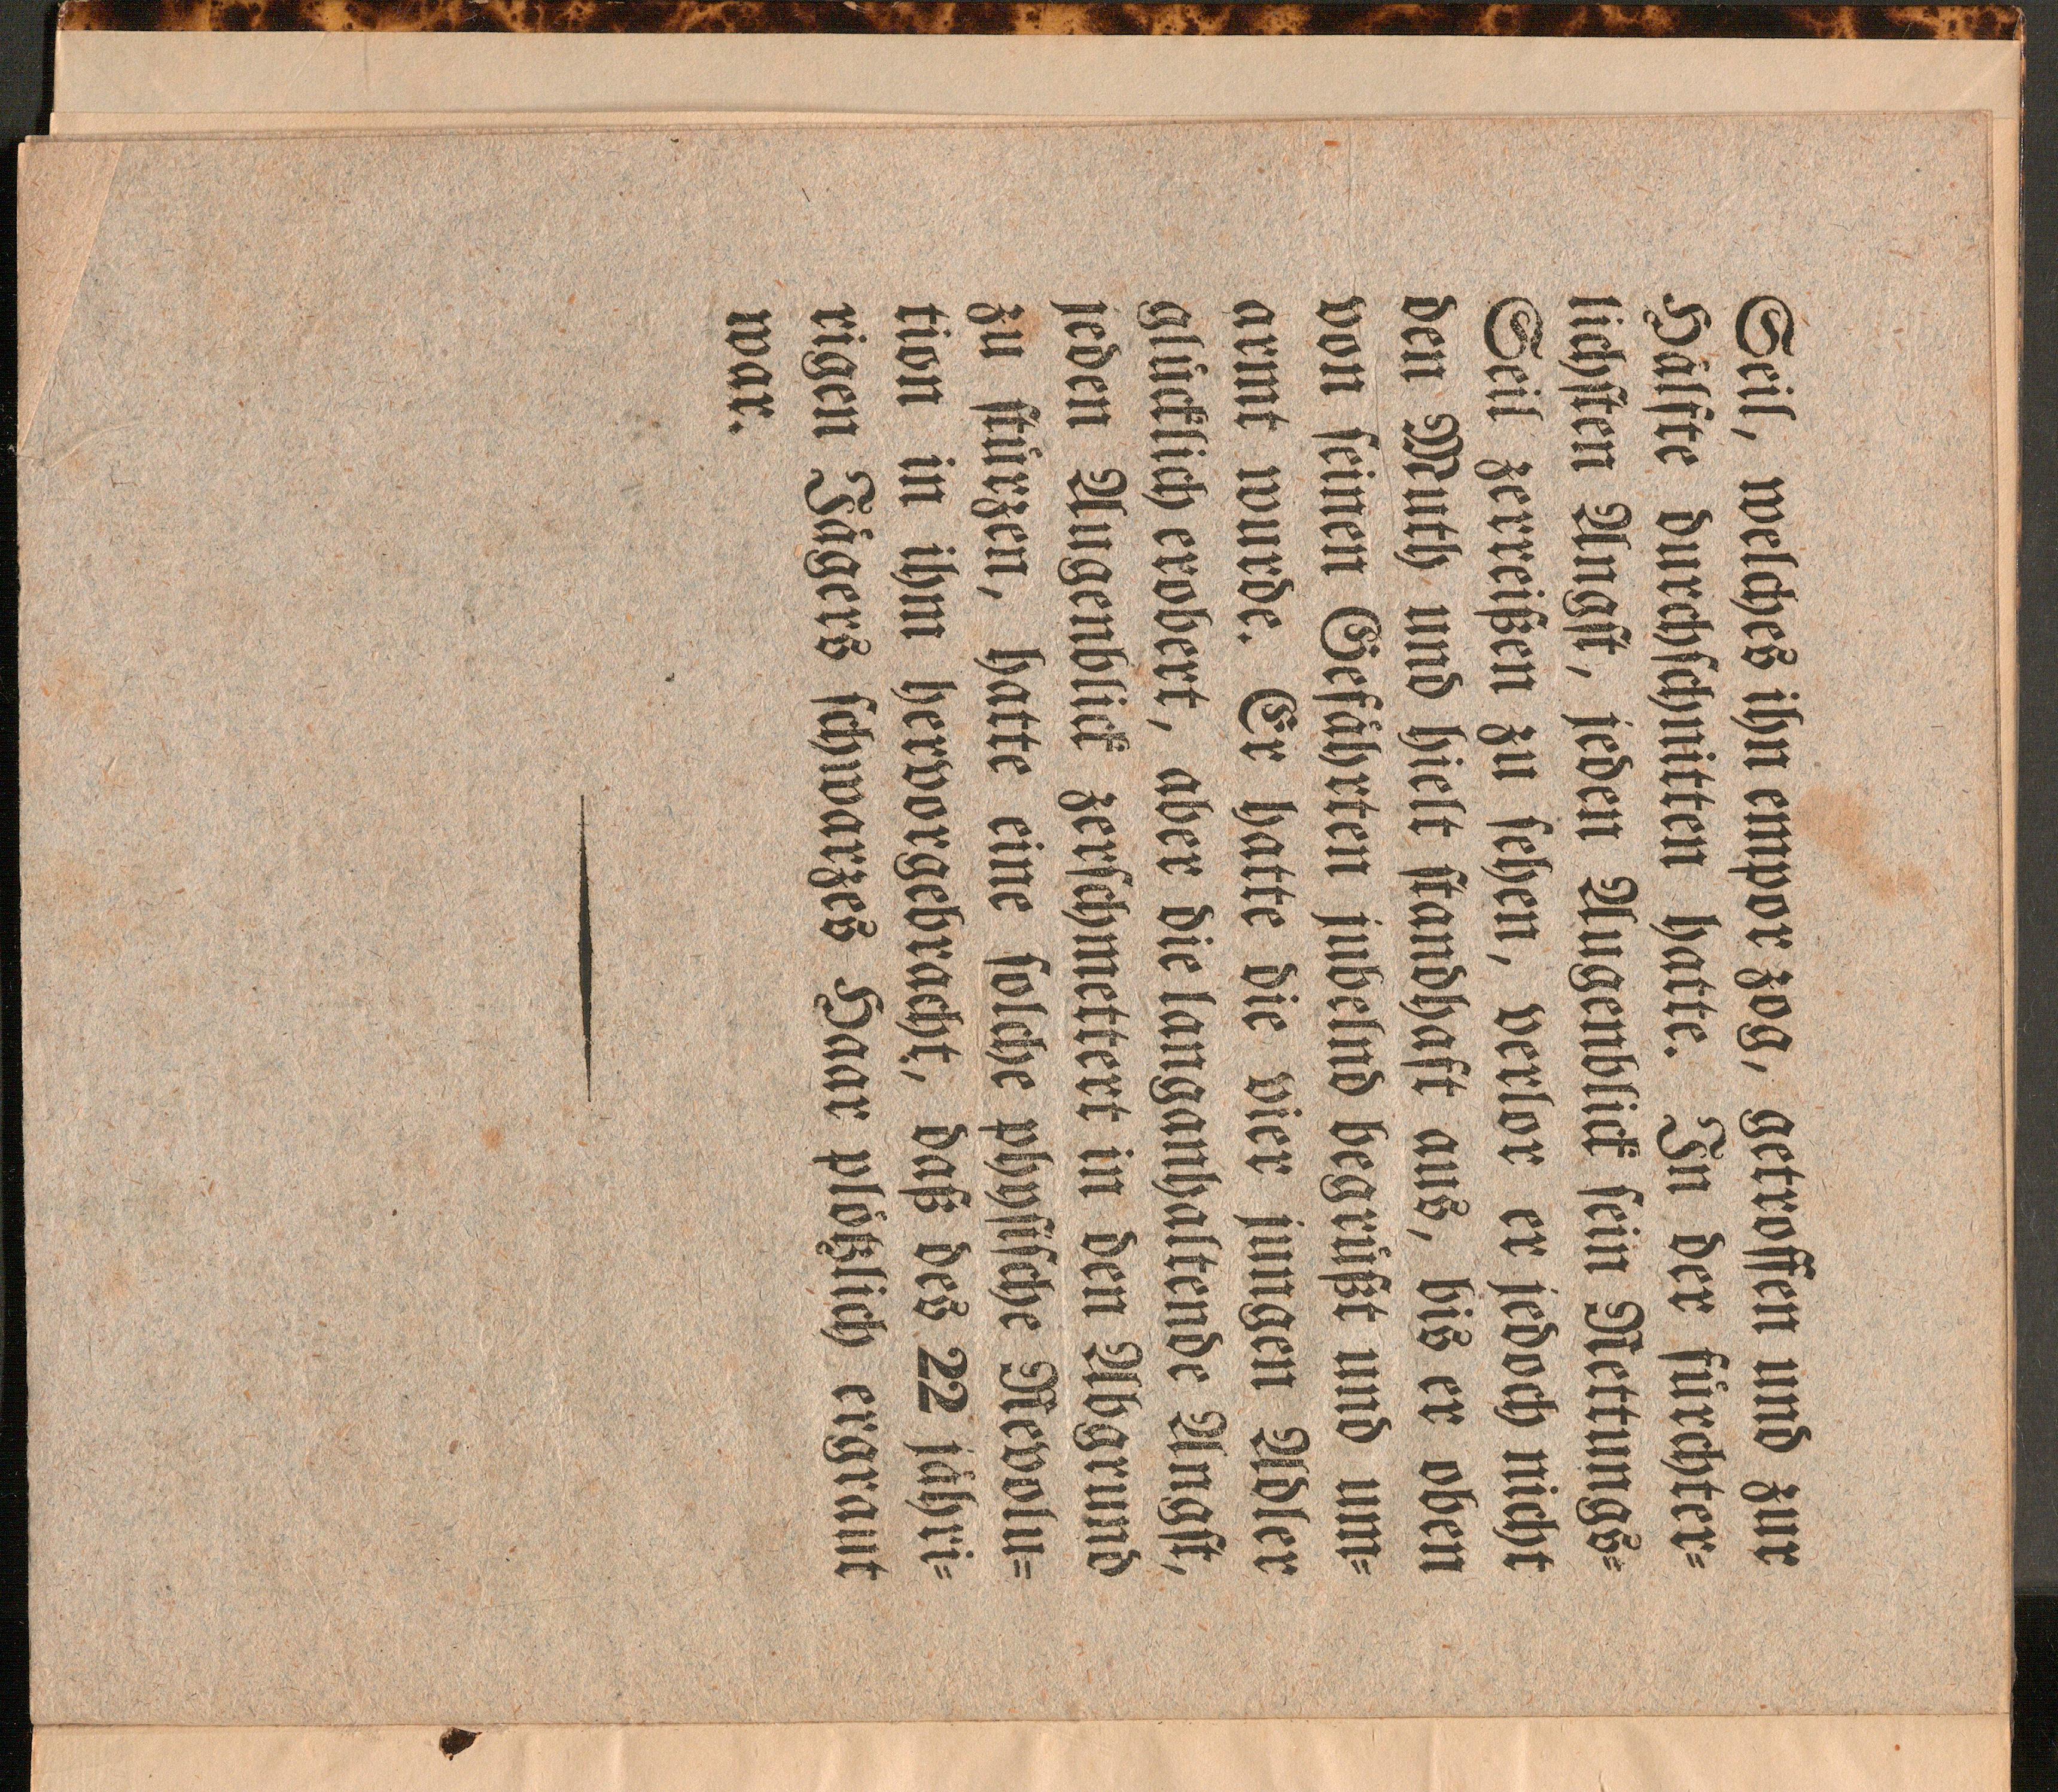 Seil, welches ihn empor zog, getroffen und zur
Hälfte durchschnitten hatte. In der fürchter=
lichsten Angst, jeden Augenblick sein Rettungs=
Seil zerreißen zu sehen, verlor er jedoch nicht
den Muth und hielt standhaft aus, bis er oben
von seinen Gefährten jubelnd begrüßt und um=
armt wurde. Er hatte die vier jungen Adler
glücklich erobert, aber die langanhaltende Angst,
jeden Augenblick zerschmettert in den Abgrund
zu stürzen, hatte eine solche physische Revolu=
tion in ihm hervorgebracht, daß des 22 jähri=
rigen Jägers schwarzes Haar plötzlich ergraut
war.